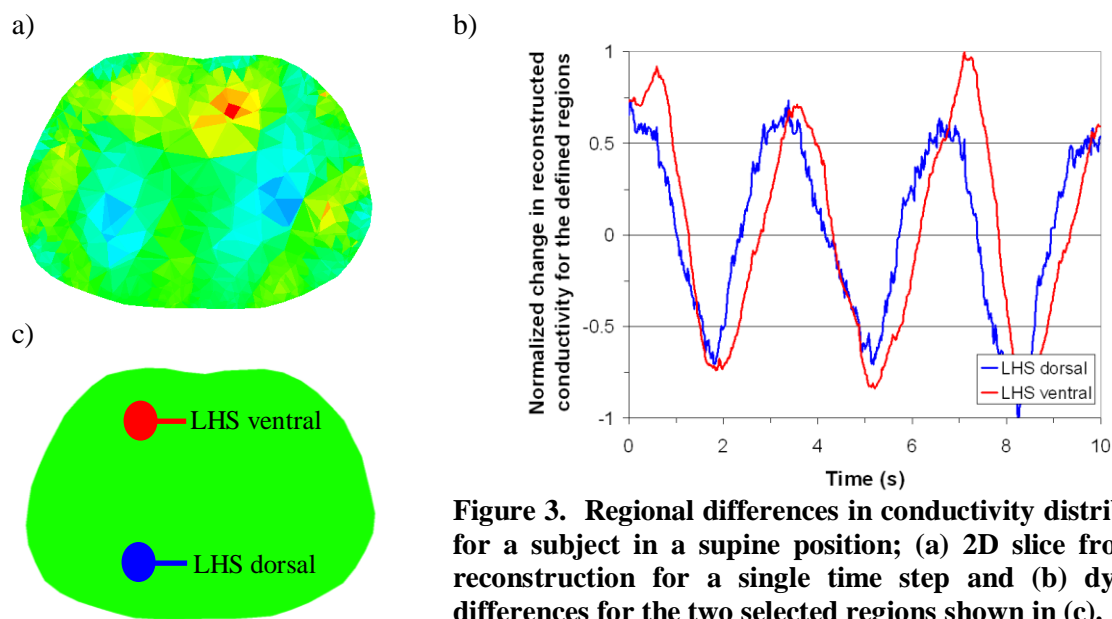 a)
b)
Normalized change in reconstructed
conductivity for the defined regions
1
0.5
0
-0.5
-1
LHS dorsal
LHS ventral
0 2 4 6 8 10
Time (s)
c)
LHS ventral
LHS dorsal
Figure 3. Regional differences in conductivity distrib
for a subject in a supine position; (a) 2D slice fro
reconstruction for a single time step and (b) dy
differences for the two selected regions shown in (c).